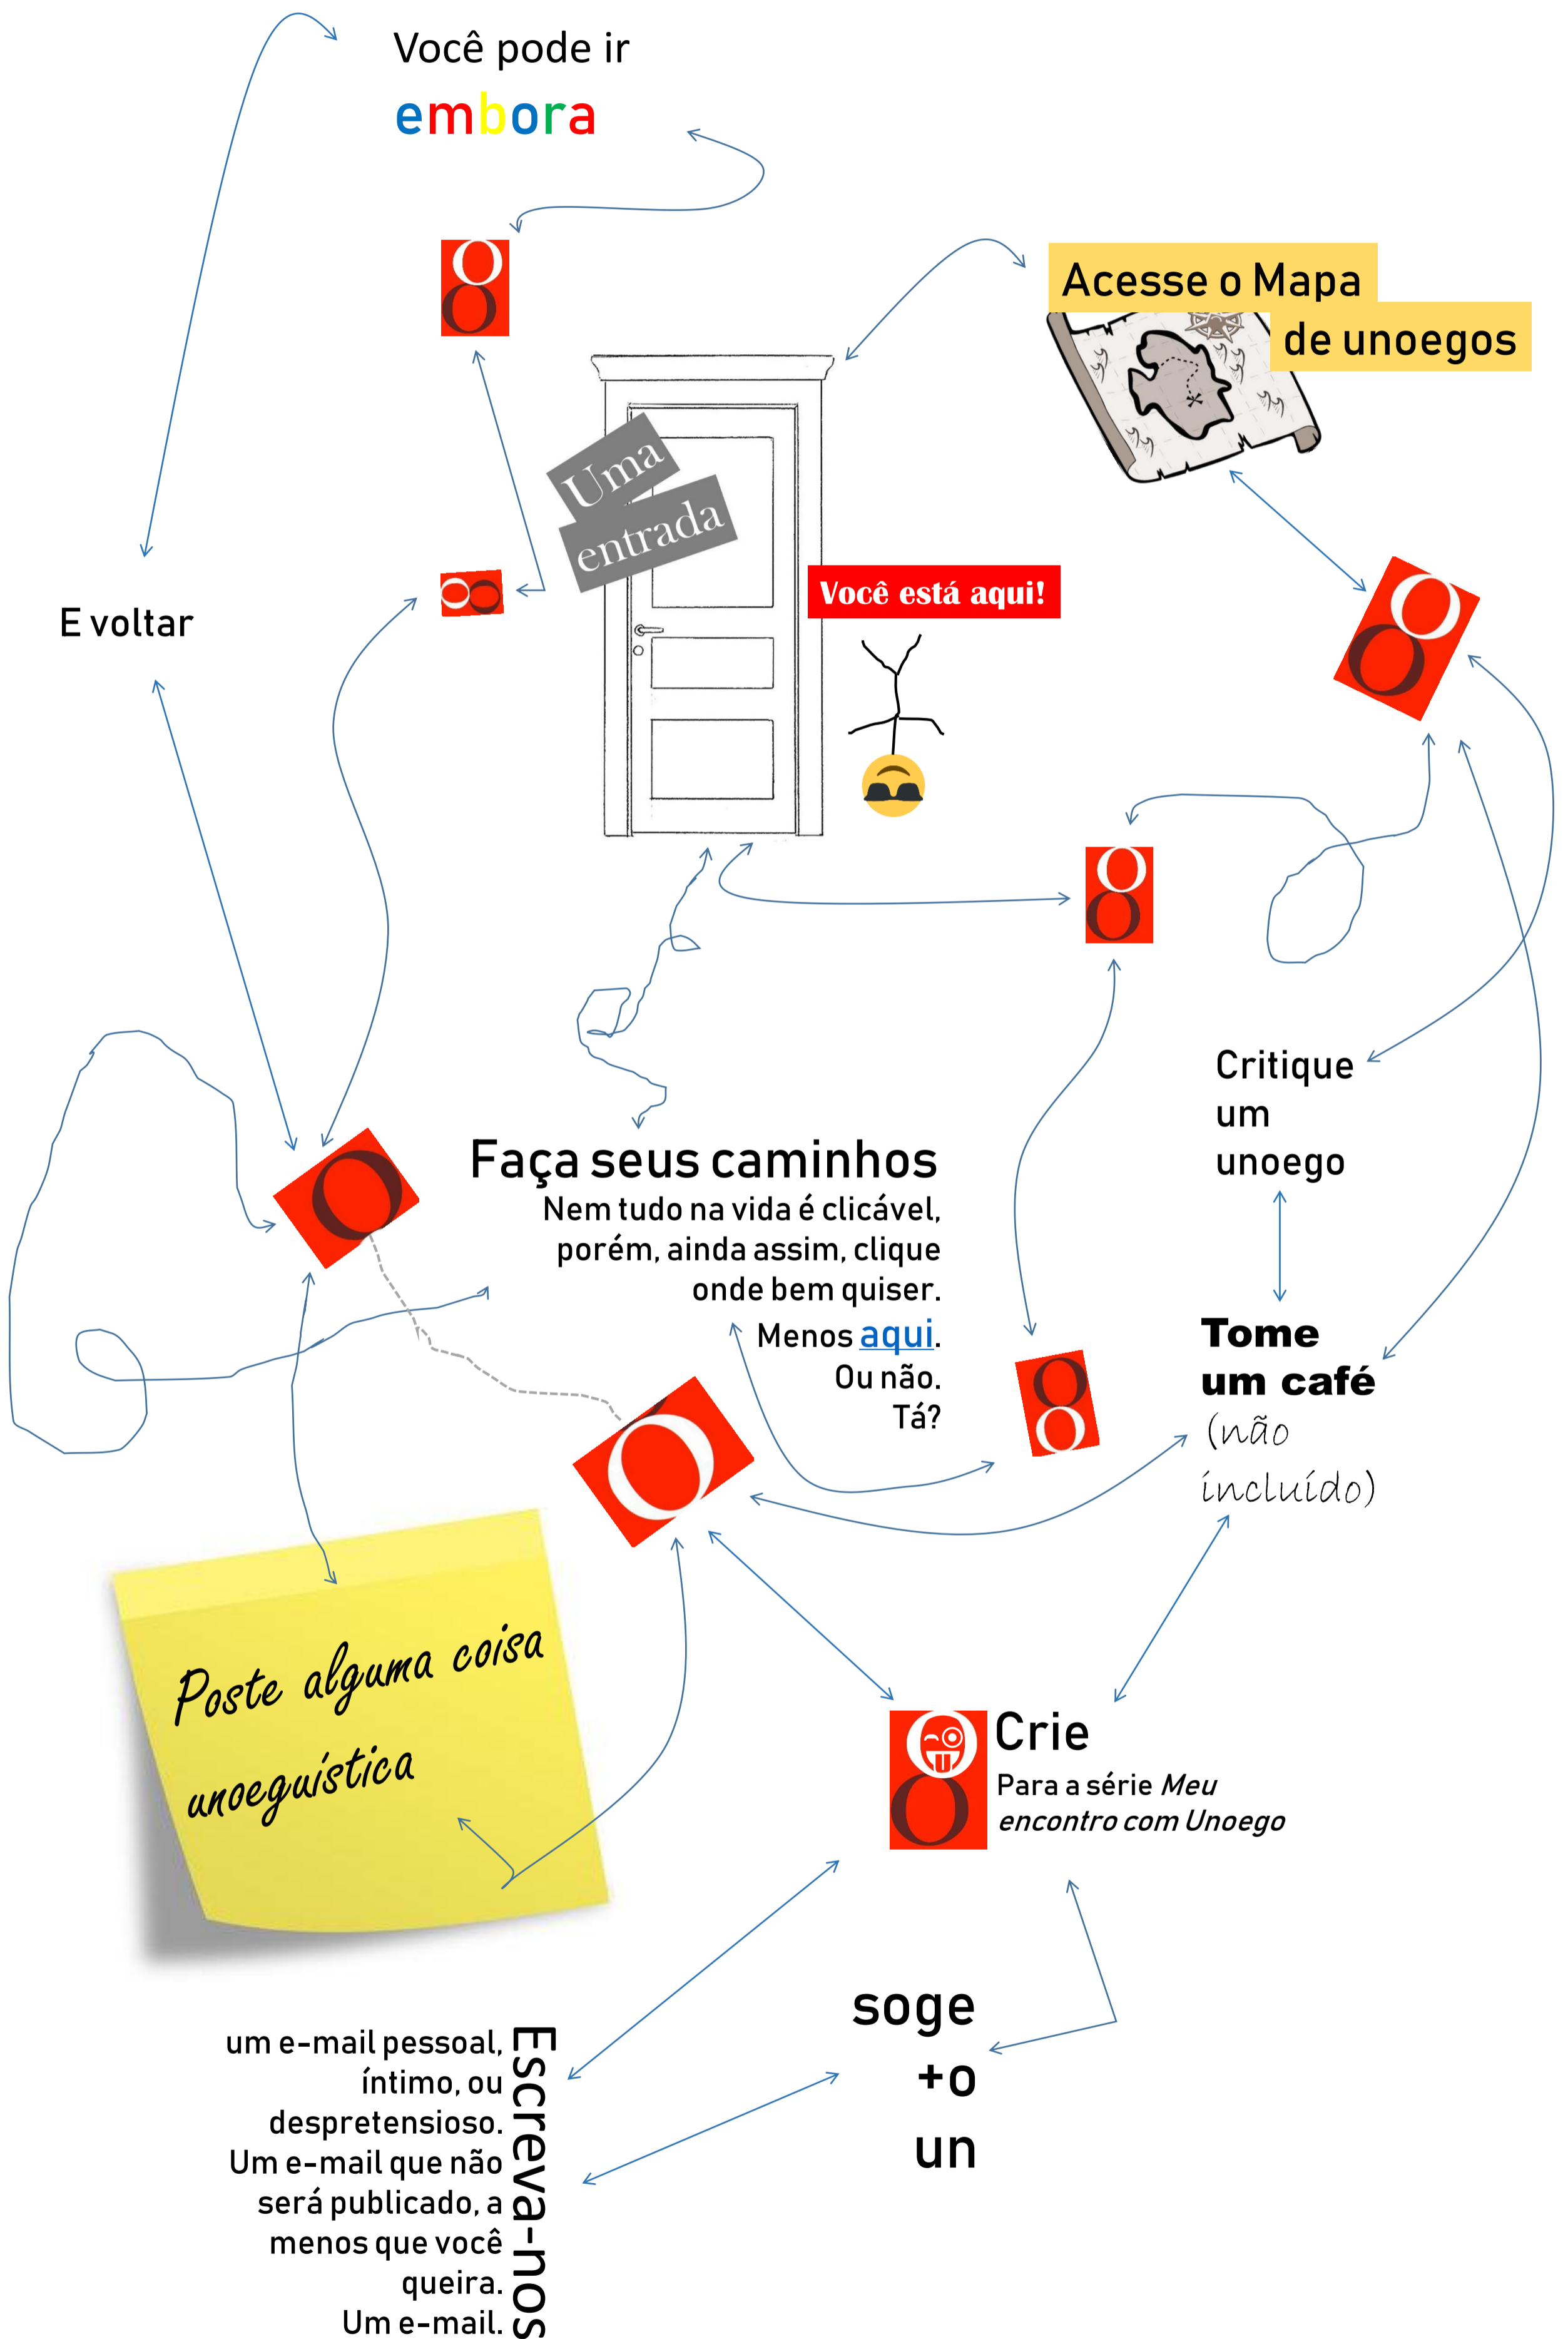 Você pode ir
embora
Acesse o Mapa
de unoegos
Uma
entrada
Você está aqui!
E voltar
Critique
um
unoego
Faça seus caminhos
Nem tudo na vida é clicável,
porém, ainda assim, clique
onde bem quiser.
Menos aqui.
Ou não.
Tá?
Tome
um café
(não
incluído)
Poste alguma coisa
unoeguística
Crie
Para a série Meu
encontro com Unoego
soge
+o
un
Escreva-nos
um e-mail pessoal,
íntimo, ou
despretensioso.
Um e-mail que não
será publicado, a
menos que você
queira.
Um e-mail.